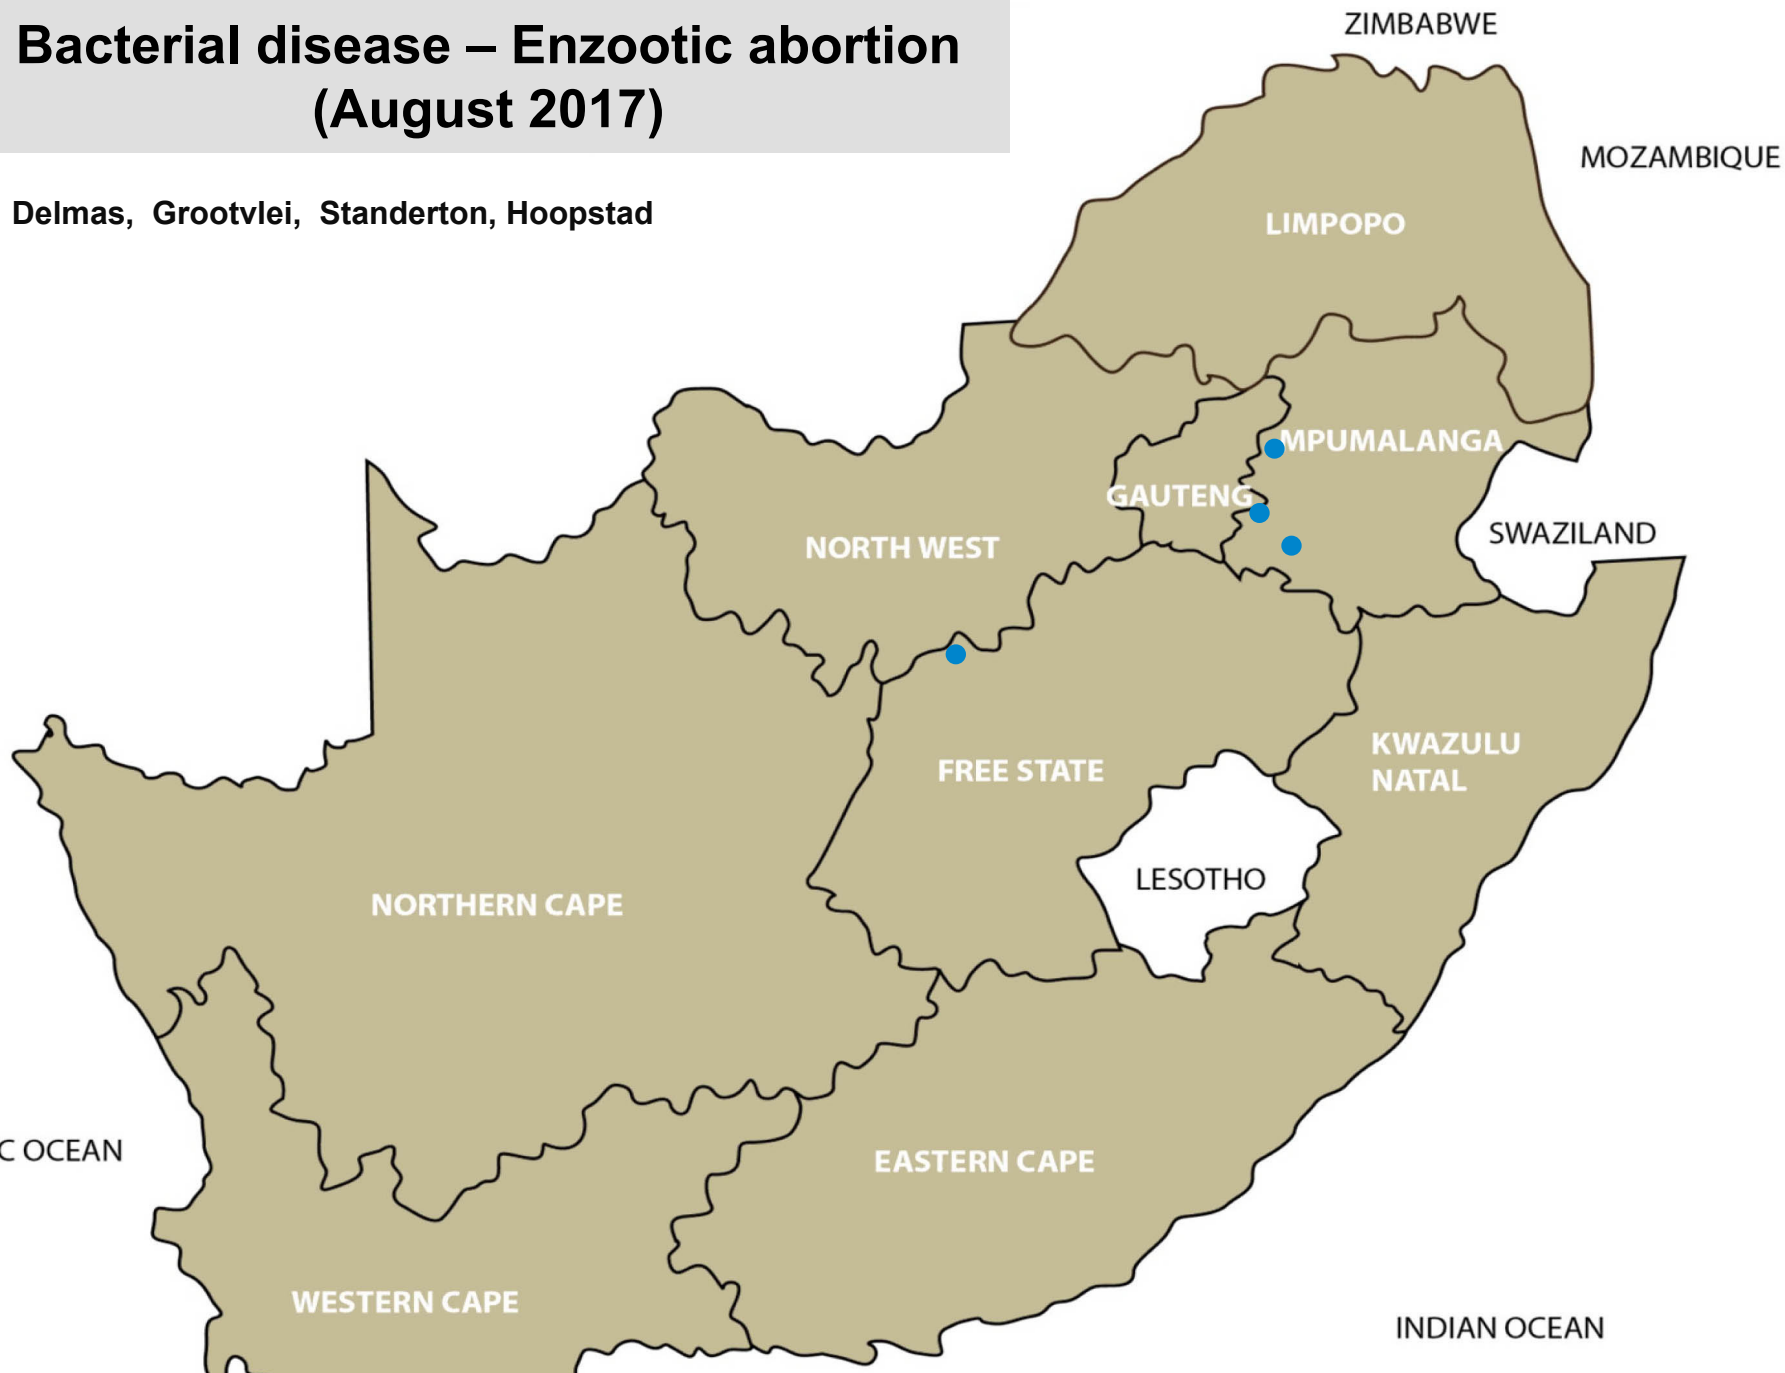 Bacterial disease – Enzootic abortion
(August 2017)
Delmas, Grootvlei, Standerton, Hoopstad
ZIMBABWE
MOZAMBIQUE
LIMPOPO
MPUMALANGA
GAUTENG
SWAZILAND
NORTH WEST
FREE STATE
KWAZULU
NATAL
LESOTHO
NORTHERN CAPE
C OCEAN
EASTERN CAPE
WESTERN CAPE
INDIAN OCEAN